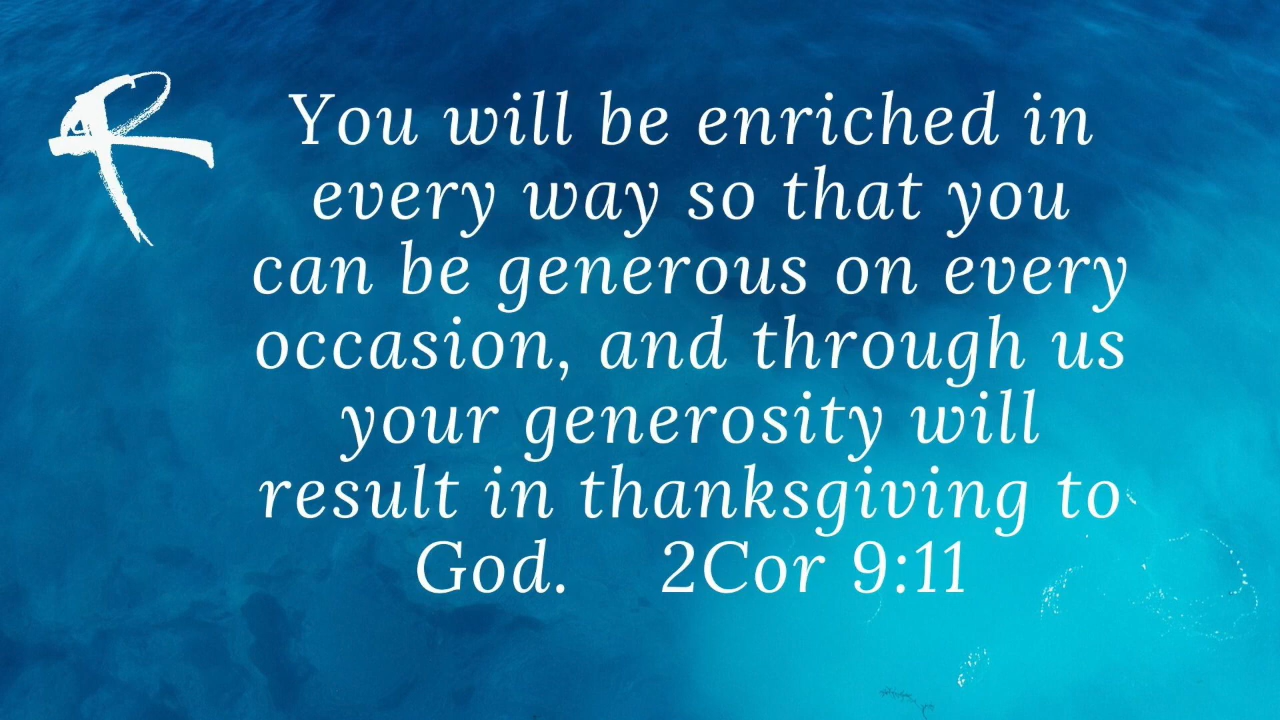 You will be enriched in
every way so that you
can be generous on every
occasion, and through us
your generosity will
result in thanksgiving to
God. 2Cor 9:11